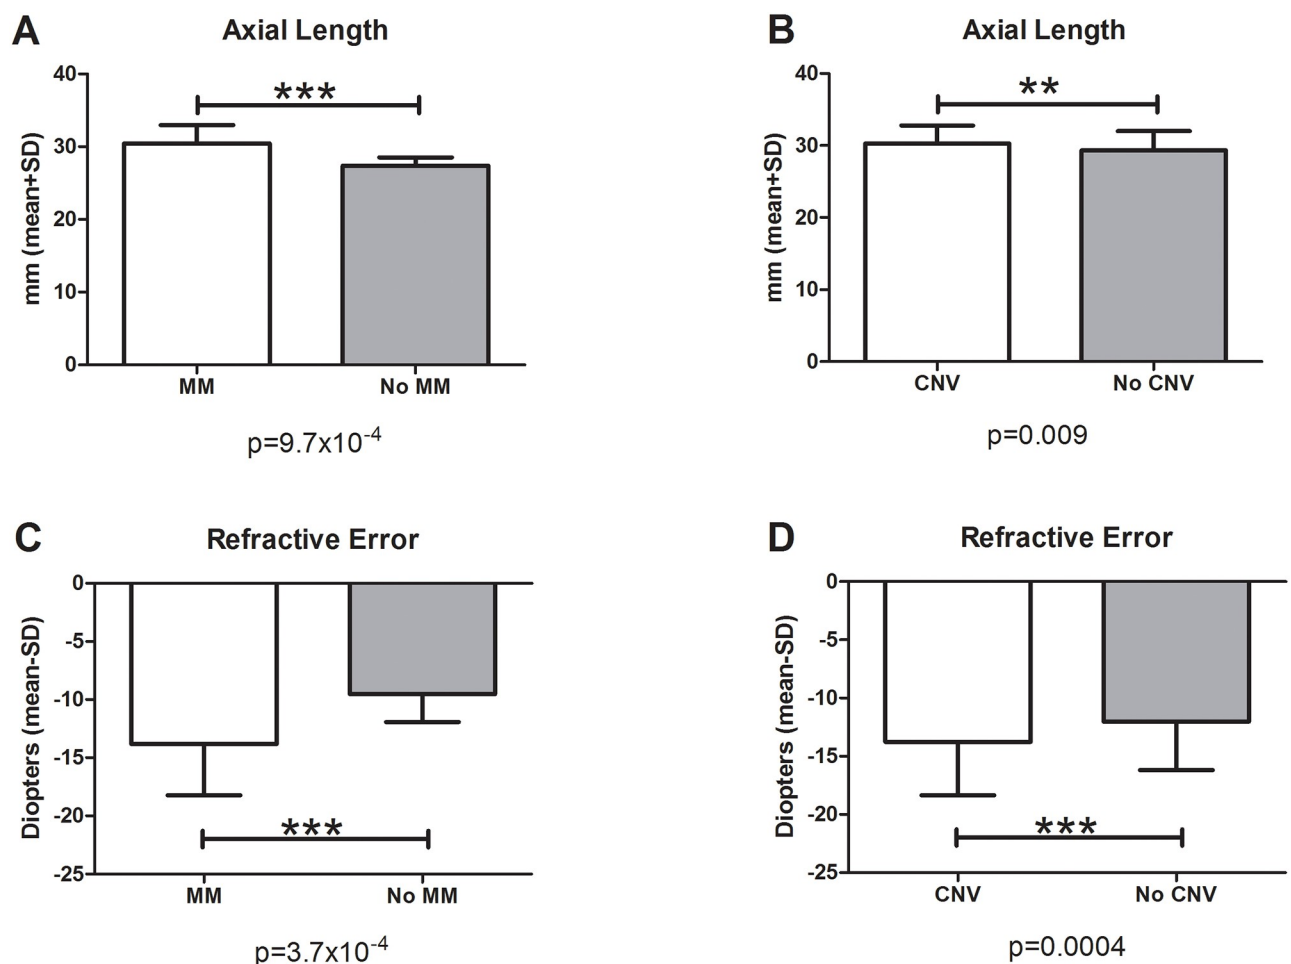 A
Axial Length
mm (mean+SD)
40
30
20
10
0
***
MM
No MM
p=9.7x10-4
B
Axial Length
mm (mean+SD)
40
30
20
10
0
**
CNV
No CNV
p=0.009
C
Refractive Error
Diopters (mean-SD)
0
-5
-10
-15
-20
-25
***
MM
No MM
p=3.7x10-4
D
Refractive Error
Diopters (mean-SD)
0
-5
-10
-15
-20
-25
***
CNV
No CNV
p=0.0004